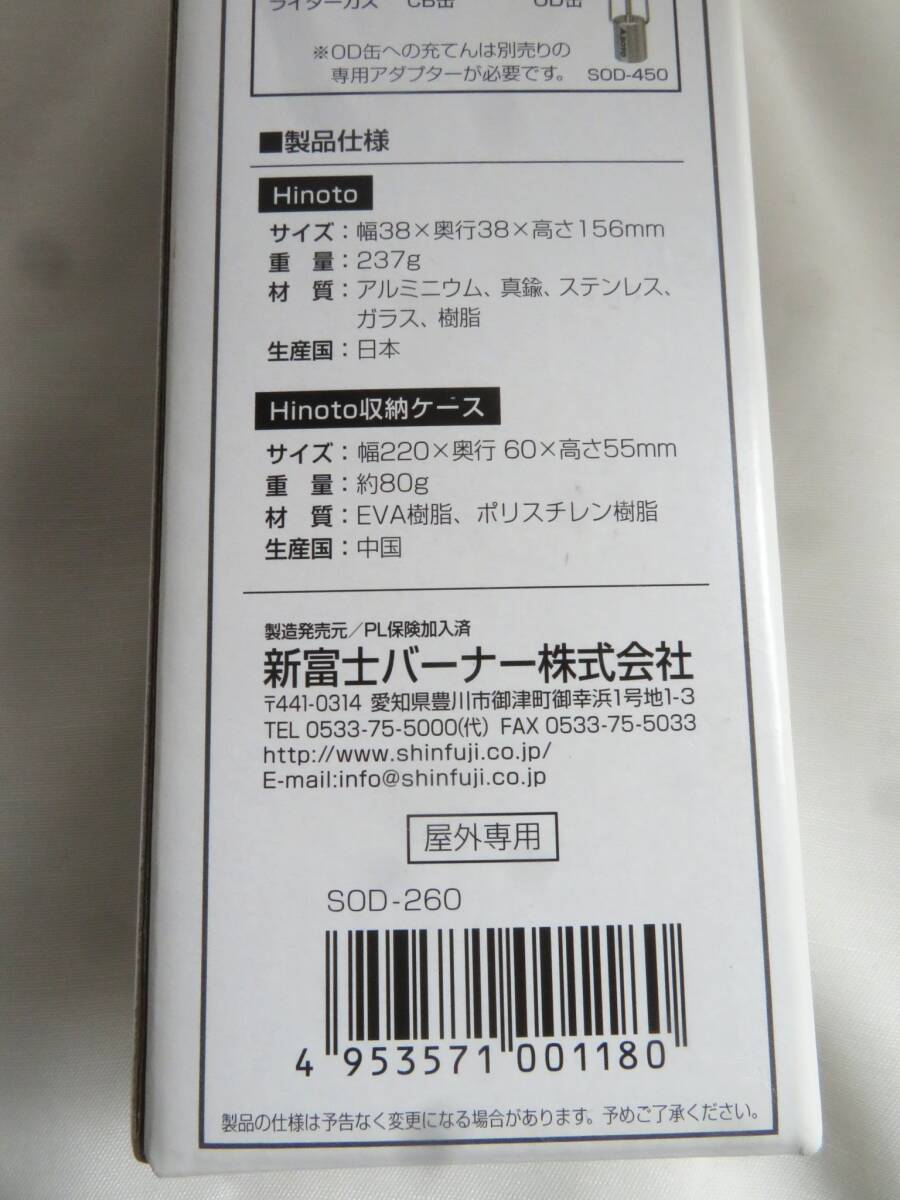 ライターガス CB缶 OD缶
※OD缶への充てんは別売りの
専用アダプターが必要です。 SOD-450
■製品仕様
Hinoto
サイズ：幅38×奥行38×高さ156mm
重 量：237g
材 質：アルミニウム、真鍮、ステンレス、
ガラス、樹脂
生産国：日本
Hinoto収納ケース
サイズ：幅220×奥行 60×高さ55mm
重 量：約80g
材 質：EVA樹脂、ポリスチレン樹脂
生産国：中国
製造発売元/PL保険加入済
新富士バーナー株式会社
〒441-0314 愛知県豊川市御津町御幸浜1号地1-3
TEL 0533-75-5000(代) FAX 0533-75-5033
http://www.shinfuji.co.jp/
E-mail:info@shinfuji.co.jp
屋外専用
SOD-260
4 953571 001180
製品の仕様は予告なく変更になる場合があります。予めご了承ください。